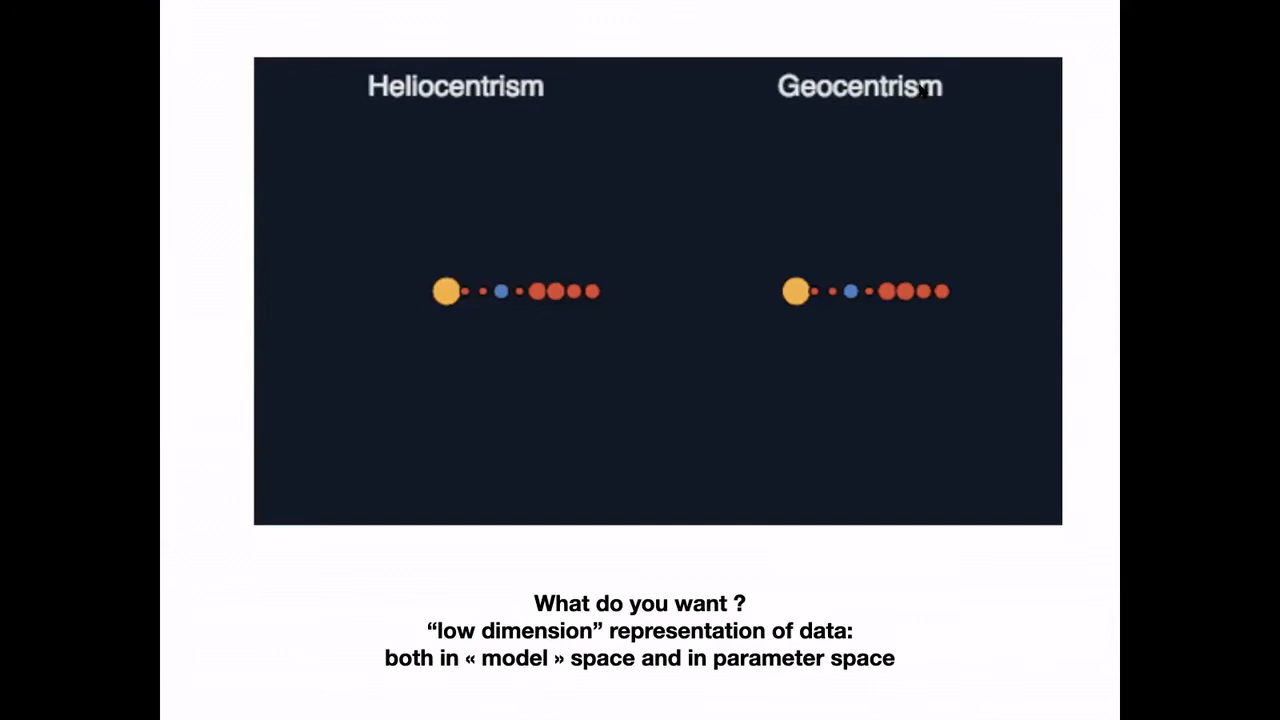 Heliocentrism
Geocentrism
What do you want ?
“low dimension” representation of data:
both in « model » space and in parameter space